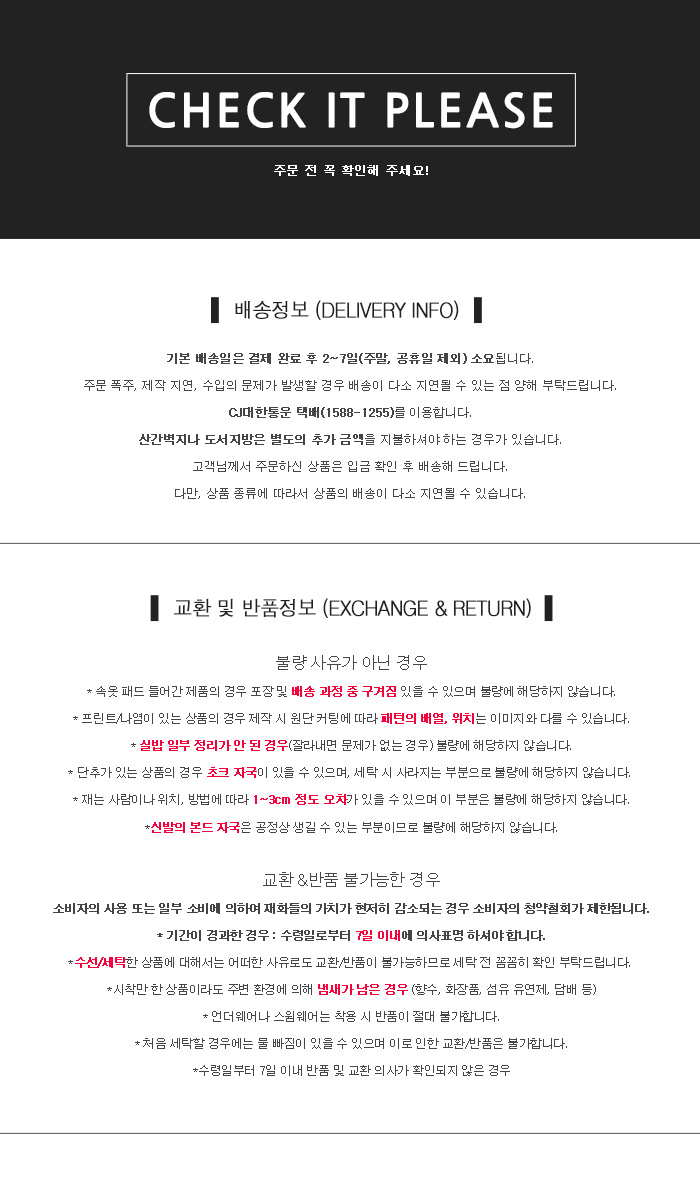 CHECK IT PLEASE
주문 전 꼭 확인해 주세요!
배송정보 (DELIVERY INFO)
기본 배송일은 결제 완료 후 2~7일(주말, 공휴일 제외) 소요됩니다.
주문 폭주, 제작 지연, 수입의 문제가 발생할 경우 배송이 다소 지연될 수 있는 점 양해 부탁드립니다.
CJ대한통운 택배(1588-1255)를 이용합니다.
산간벽지나 도서지방은 별도의 추가 금액을 지불하셔야 하는 경우가 있습니다.
고객님께서 주문하신 상품은 입금 확인 후 배송해 드립니다.
다만, 상품 종류에 따라서 상품의 배송이 다소 지연될 수 있습니다.
교환 및 반품정보 (EXCHANGE & RETURN)
불량 사유가 아닌 경우
* 속옷 패드 들어간 제품의 경우 포장 및 배송 과정 중 구겨짐 있을 수 있으며 불량에 해당하지 않습니다.
* 프린트/나염이 있는 상품의 경우 제작 시 원단 커팅에 따라 패턴의 배열, 위치는 이미지와 다를 수 있습니다.
* 실밥 일부 정리가 안 된 경우(잘라내면 문제가 없는 경우) 불량에 해당하지 않습니다.
* 단추가 있는 상품의 경우 초크 자국이 있을 수 있으며, 세탁 시 사라지는 부분으로 불량에 해당하지 않습니다.
* 재는 사람이나 위치, 방법에 따라 1~3cm 정도 오차가 있을 수 있으며 이 부분은 불량에 해당하지 않습니다.
*신발의 본드 자국은 공정상 생길 수 있는 부분이므로 불량에 해당하지 않습니다.
교환 &반품 불가능한 경우
소비자의 사용 또는 일부 소비에 의하여 재화들의 가치가 현저히 감소되는 경우 소비자의 청약철회가 제한됩니다.
* 기간이 경과한 경우 : 수령일로부터 7일 이내에 의사표명 하셔야 합니다.
*수선/세탁한 상품에 대해서는 어떠한 사유로도 교환/반품이 불가능하므로 세탁 전 꼼꼼히 확인 부탁드립니다.
*시착만 한 상품이라도 주변 환경에 의해 냄새가 남은 경우 (향수, 화장품, 섬유 유연제, 담배 등)
* 언더웨어나 스윔웨어는 착용 시 반품이 절대 불가합니다.
* 처음 세탁할 경우에는 물 빠짐이 있을 수 있으며 이로 인한 교환/반품은 불가합니다.
*수령일부터 7일 이내 반품 및 교환 의사가 확인되지 않은 경우